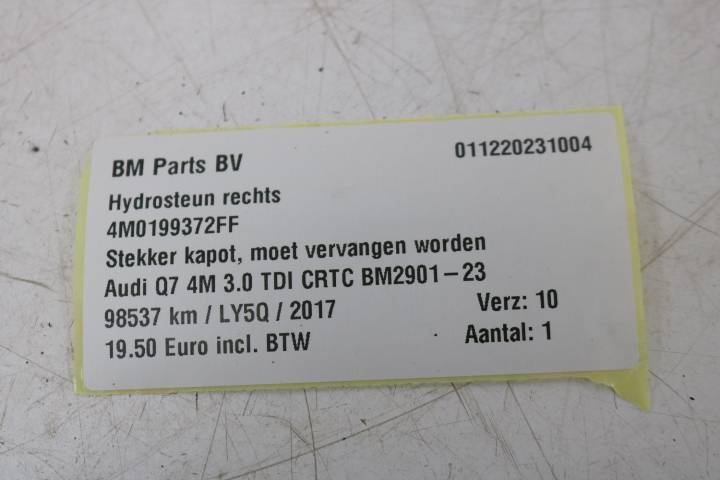 BM Parts BV 011220231004
Hydrosteun rechts
4M0199372FF
Stekker kapot, moet vervangen worden
Audi Q7 4M 3.0 TDI CRTC BM2901-23
98537 km / LY5Q / 2017 Verz: 10
19.50 Euro incl. BTW Aantal: 1